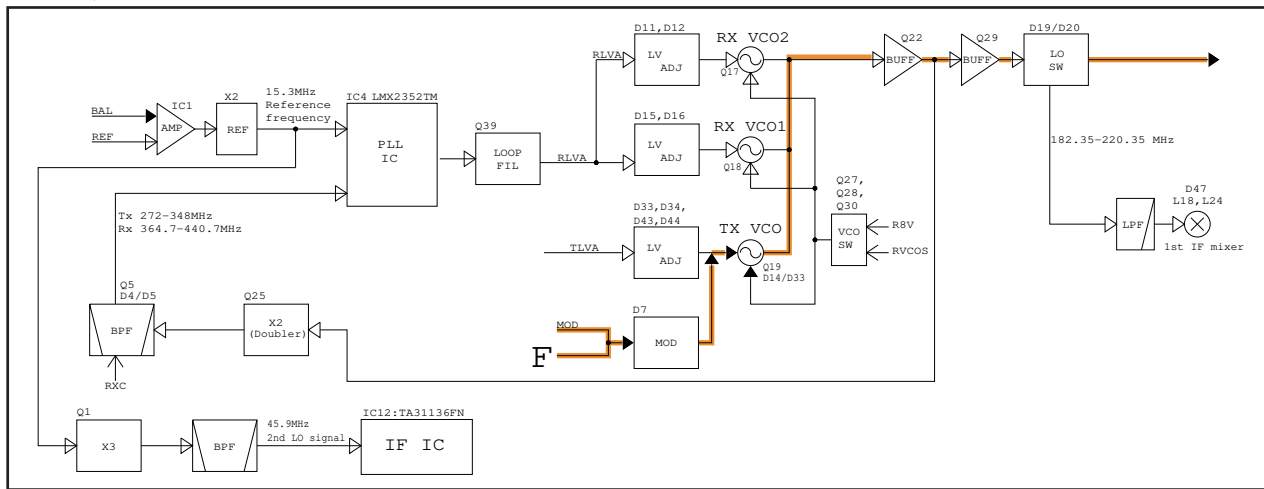 D11,D12
LV
ADJ
RLVA
RX VCO2
Q17
Q22
BUFF
Q29
BUFF
D19/D20
LO
SW
BAL
REF
IC1
AMP
X2
REF
15.3MHz
Reference
frequency
IC4 LMX2352TM
PLL
IC
Q39
LOOP
FIL
RLVA
D15,D16
LV
ADJ
RX VCO1
Q18
182.35-220.35 MHz
Q27,
Q28,
Q30
VCO
SW
R8V
RVCOS
D47
L18,L24
LPF
1st IF mixer
Tx 272-348MHz
Rx 364.7-440.7MHz
D33,D34,
D43,D44
TLVA
LV
ADJ
TX VCO
Q19
D14/D33
Q5
D4/D5
BPF
RXC
Q25
X2
(Doubler)
MOD
F
D7
MOD
Q1
X3
BPF
45.9MHz
2nd LO signal
IC12:TA31136FN
IF IC